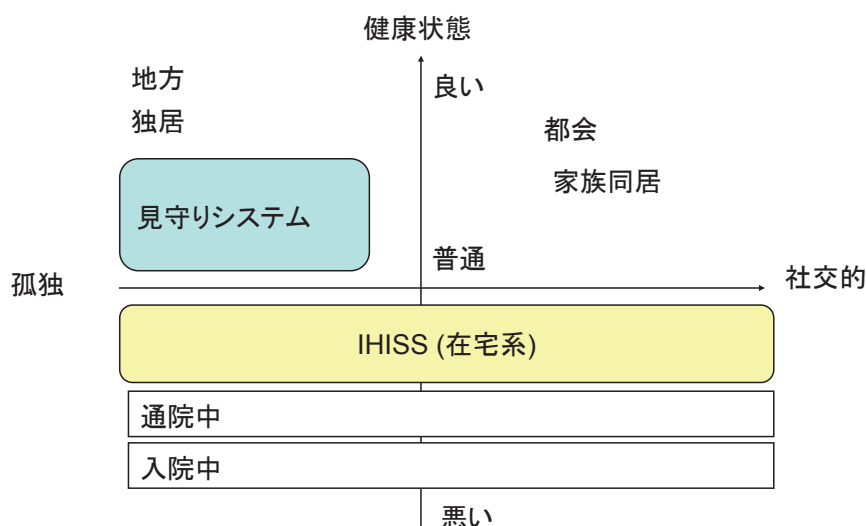 健康状態
地方
良い
独居
都会
家族同居
見守りシステム
普通
孤独
社交的
IHISS (在宅系)
通院中
入院中
悪い